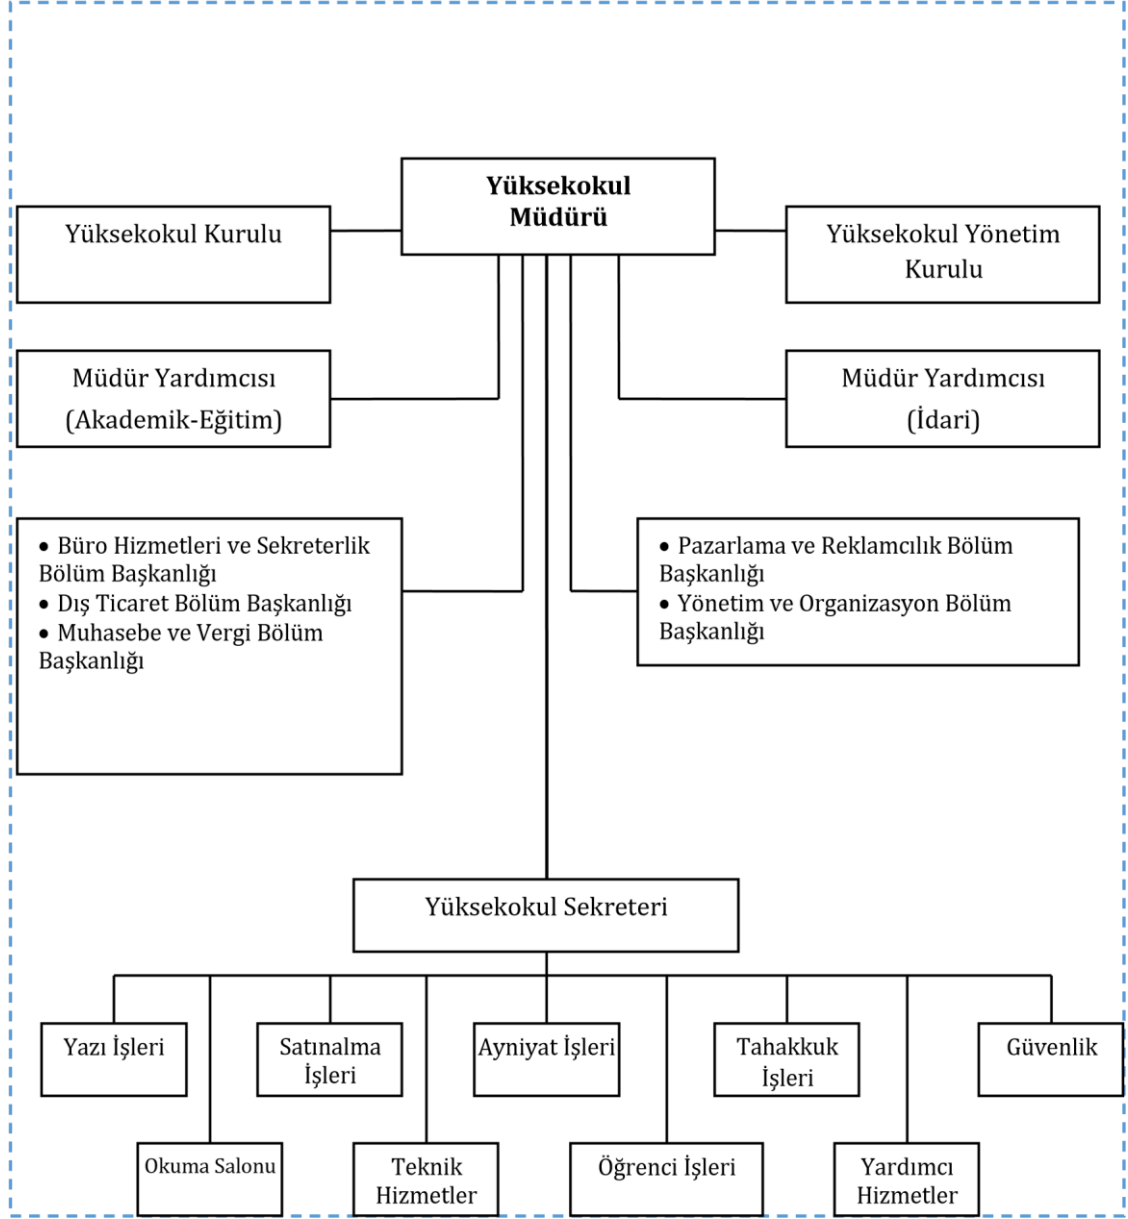 Yüksekokul
Müdürü
Yüksekokul Kurulu
Yüksekokul Yönetim
Kurulu
Müdür Yardımcısı
(Akademik-Eğitim)
Müdür Yardımcısı
(İdari)
• Büro Hizmetleri ve Sekreterlik
Bölüm Başkanlığı
• Dış Ticaret Bölüm Başkanlığı
• Muhasebe ve Vergi Bölüm
Başkanlığı
• Pazarlama ve Reklamcılık Bölüm
Başkanlığı
• Yönetim ve Organizasyon Bölüm
Başkanlığı
Yüksekokul Sekreteri
Yazı İşleri
Satınalma
İşleri
Ayniyat İşleri
Tahakkuk
İşleri
Güvenlik
Okuma Salonu
Teknik
Hizmetler
Öğrenci İşleri
Yardımcı
Hizmetler